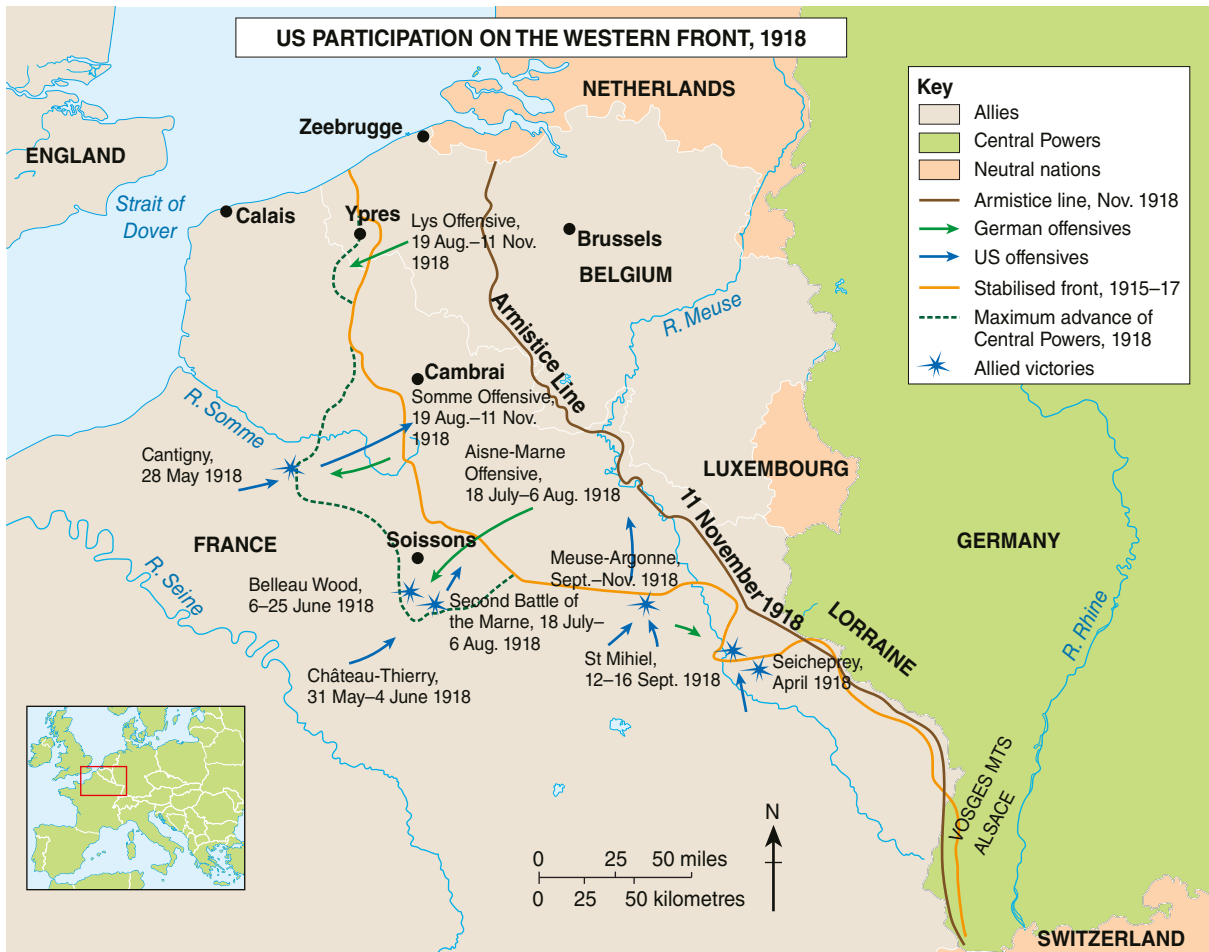 US PARTICIPATION ON THE WESTERN FRONT, 1918
NETHERLANDS
Zeebrugge
ENGLAND
Strait of
Dover
Calais
Ypres
Lys Offensive,
19 Aug.–11 Nov.
1918
Brussels
BELGIUM
R. Meuse
Armistice Line
Cambrai
Somme Offensive,
19 Aug.–11 Nov.
1918
R. Somme
Cantigny,
28 May 1918
Aisne-Marne
Offensive,
18 July–6 Aug. 1918
LUXEMBOURG
11 November 1918
FRANCE
Soissons
R. Seine
Belleau Wood,
6–25 June 1918
Meuse-Argonne,
Sept.–Nov. 1918
Second Battle of
the Marne, 18 July–
6 Aug. 1918
Château-Thierry,
31 May–4 June 1918
St Mihiel,
12–16 Sept. 1918
Seicheprey,
April 1918
LORRAINE
GERMANY
R. Rhine
VOSGES MTS
ALSACE
SWITZERLAND
Key
Allies
Central Powers
Neutral nations
Armistice line, Nov. 1918
German offensives
US offensives
Stabilised front, 1915–17
Maximum advance of
Central Powers, 1918
Allied victories
N
0 25 50 miles
0 25 50 kilometres